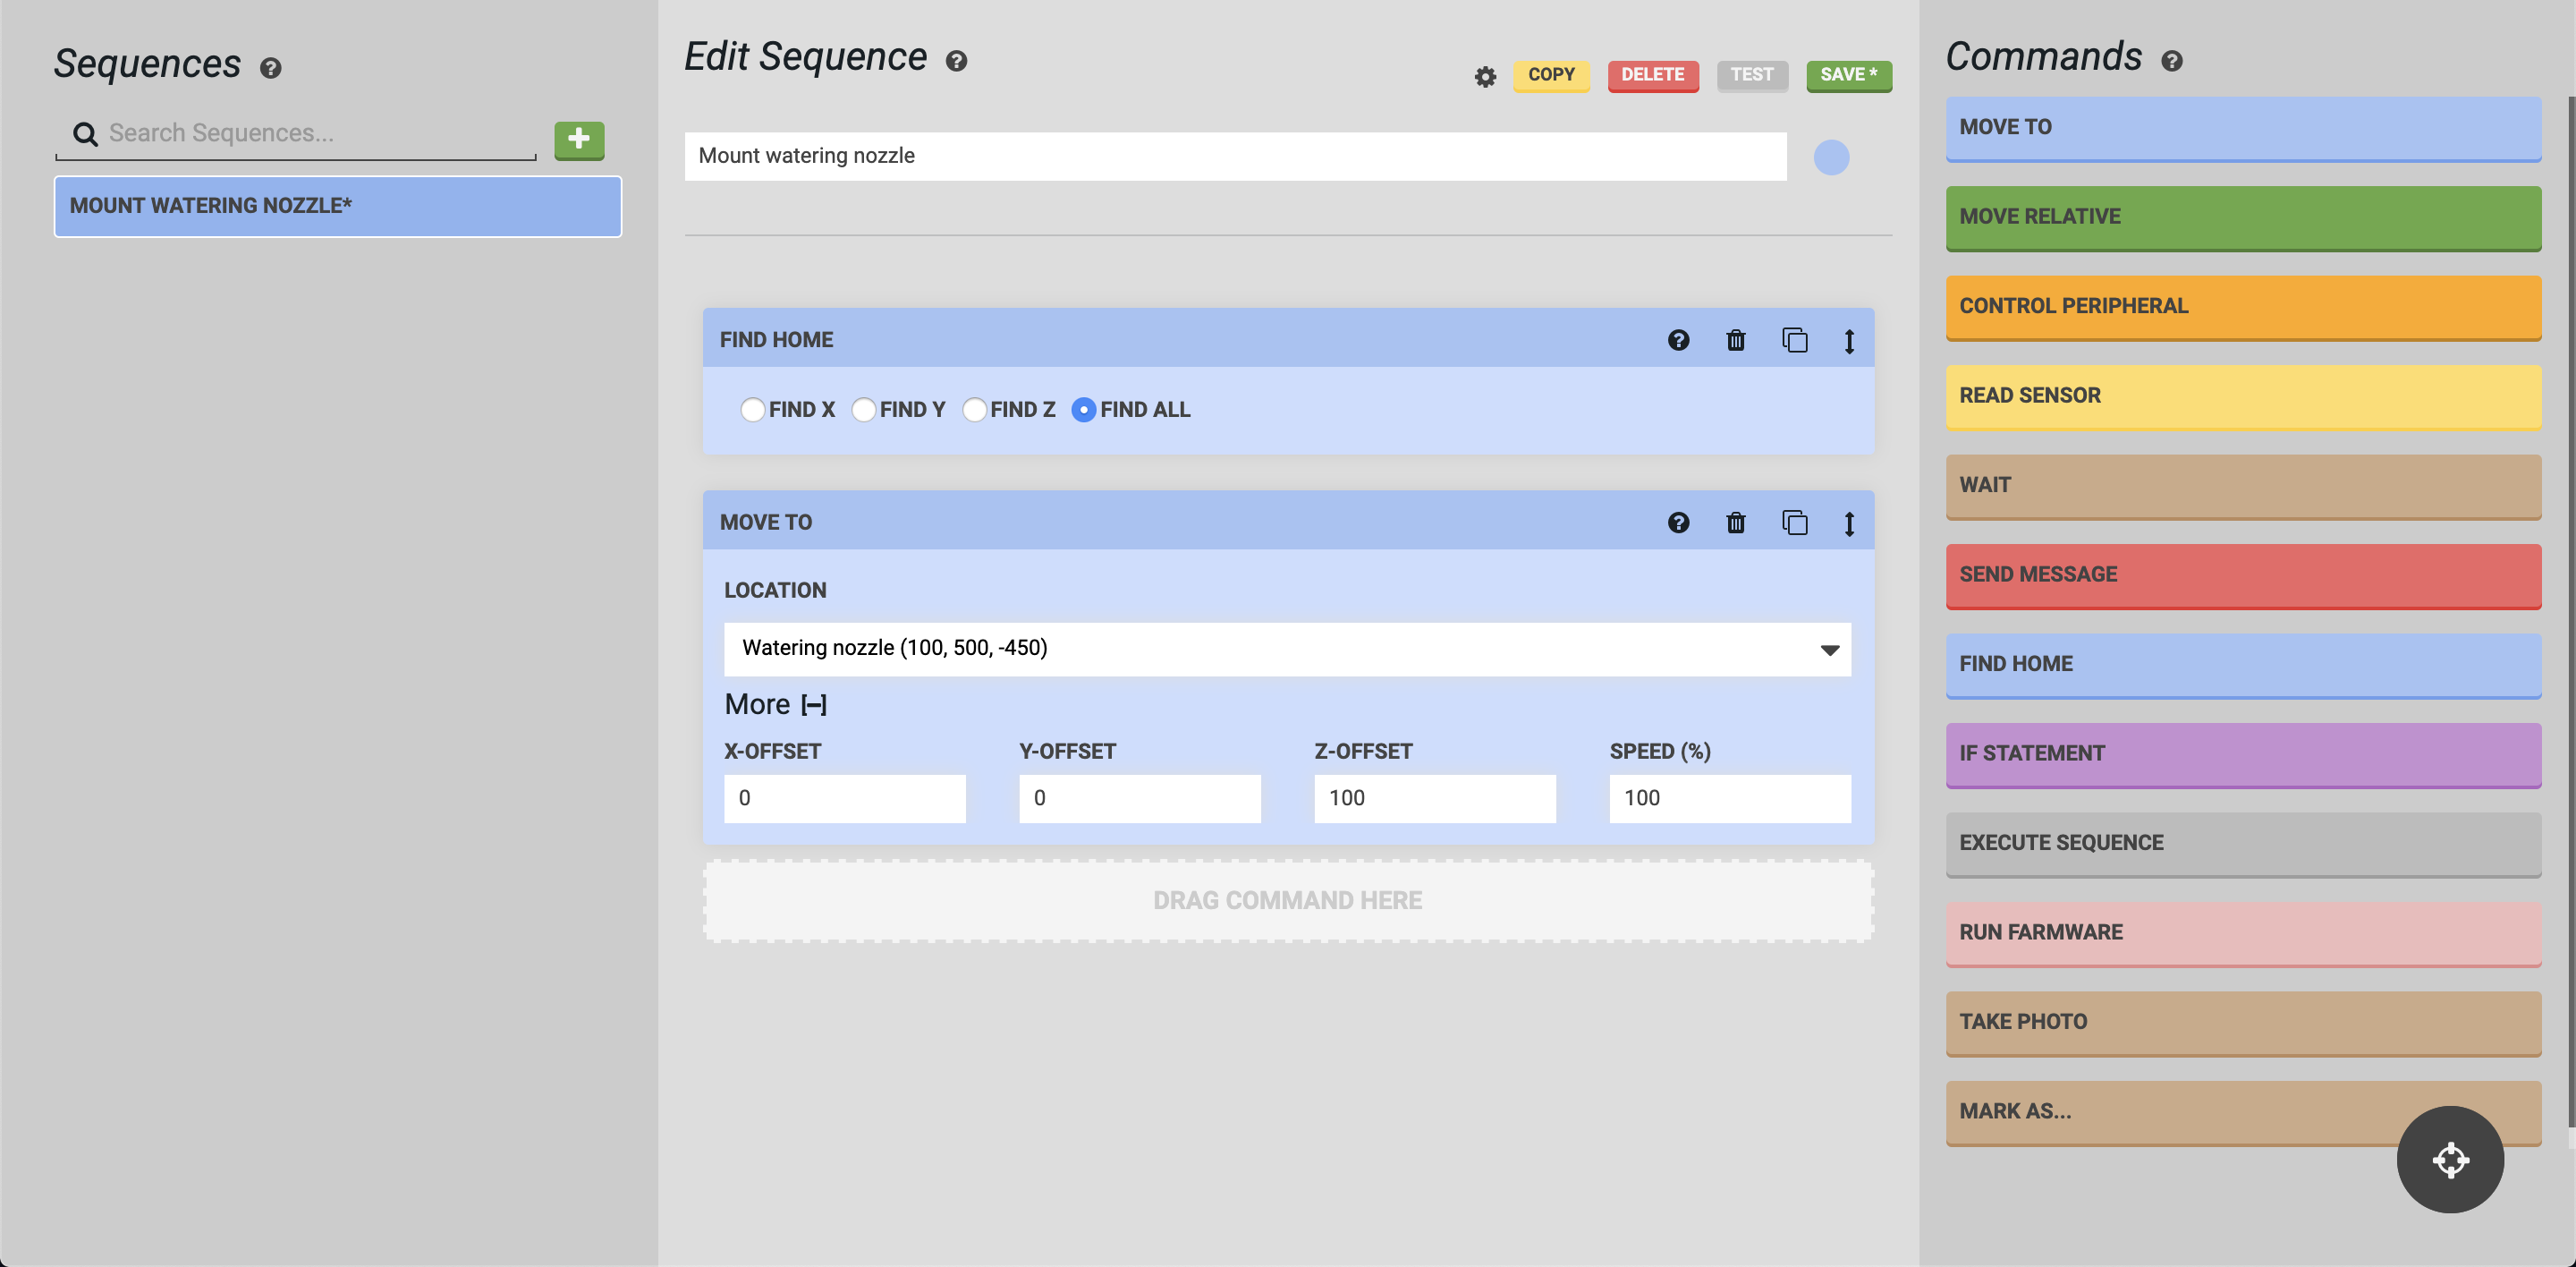 Sequences
Search Sequences...
MOUNT WATERING NOZZLE*
Edit Sequence
COPY DELETE TEST SAVE *
Mount watering nozzle
FIND HOME
FIND X FIND Y FIND Z FIND ALL
MOVE TO
LOCATION
Watering nozzle (100, 500, -450)
More [–]
X-OFFSET Y-OFFSET Z-OFFSET SPEED (%)
0 0 100 100
DRAG COMMAND HERE
Commands
MOVE TO
MOVE RELATIVE
CONTROL PERIPHERAL
READ SENSOR
WAIT
SEND MESSAGE
FIND HOME
IF STATEMENT
EXECUTE SEQUENCE
RUN FARMWARE
TAKE PHOTO
MARK AS...